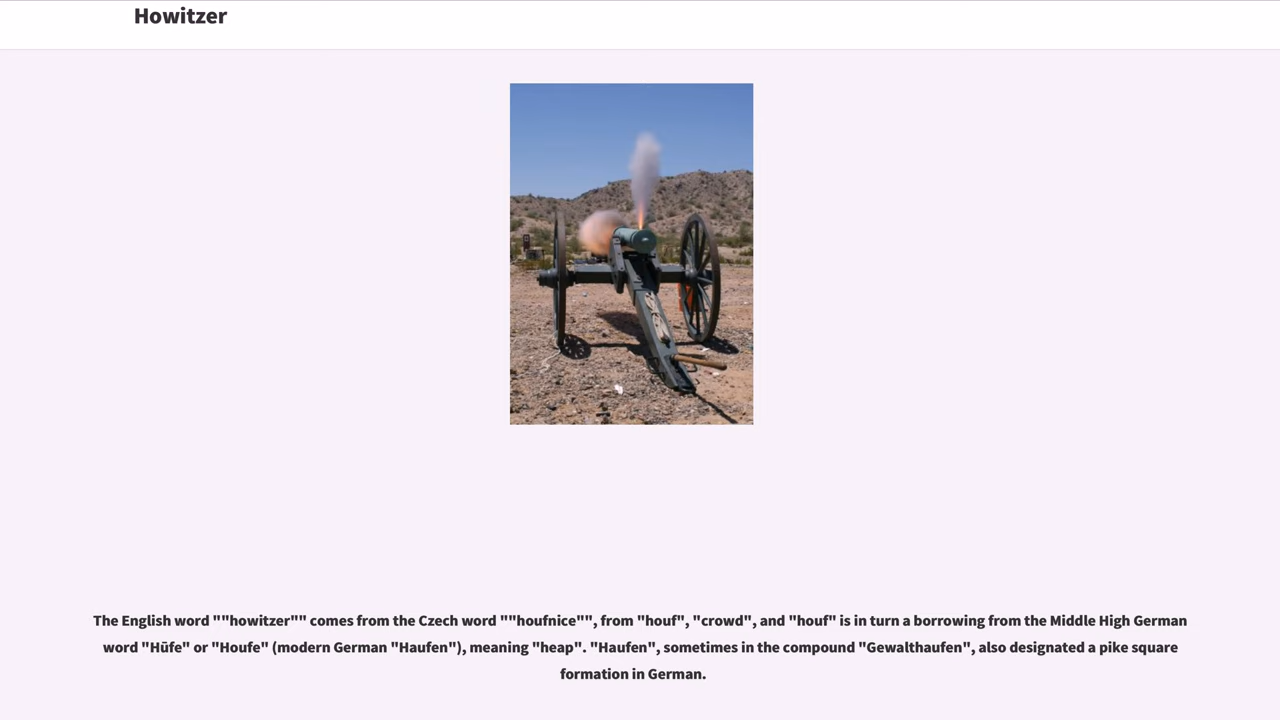 Howitzer
The English word ""howitzer"" comes from the Czech word ""houfnice"", from "houf", "crowd", and "houf" is in turn a borrowing from the Middle High German
word "Hūfe" or "Houfe" (modern German "Haufen"), meaning "heap". "Haufen", sometimes in the compound "Gewalthaufen", also designated a pike square
formation in German.